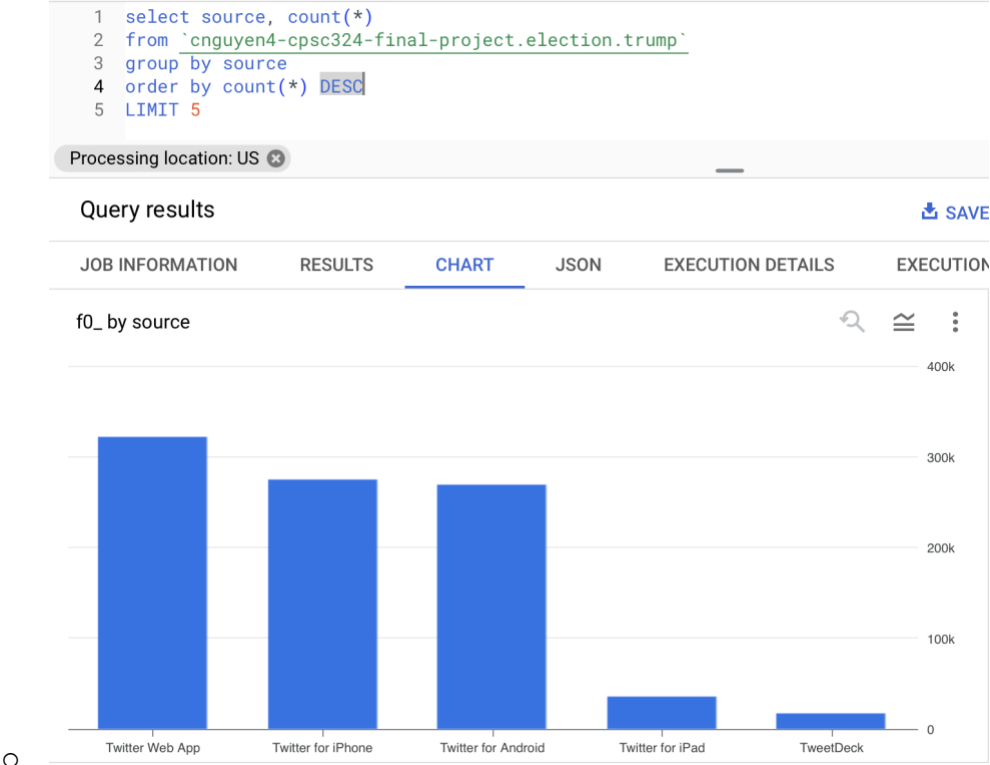 1 select source, count(*)
2 from `cnguyen4-cpsc324-final-project.election.trump`
3 group by source
4 order by count(*) DESC
5 LIMIT 5
Processing location: US
Query results
SAVE
JOB INFORMATION RESULTS CHART JSON EXECUTION DETAILS EXECUTION
f0_ by source
400k
300k
200k
100k
0
Twitter Web App Twitter for iPhone Twitter for Android Twitter for iPad TweetDeck